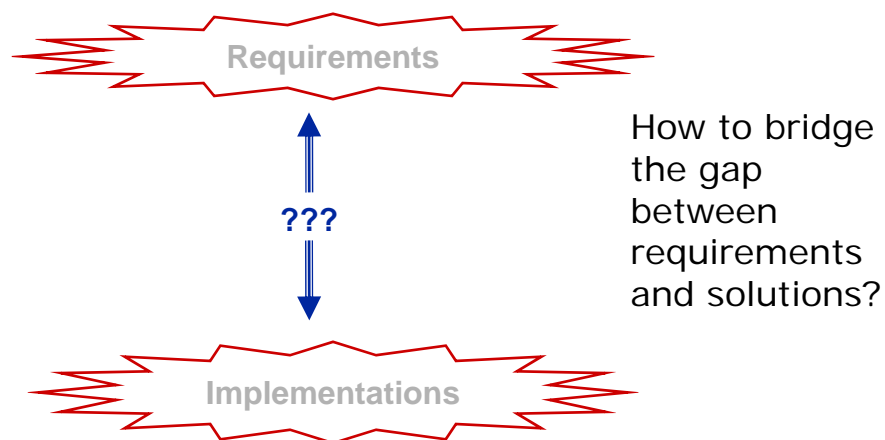 Requirements
How to bridge
the gap
between
requirements
and solutions?
???
Implementations